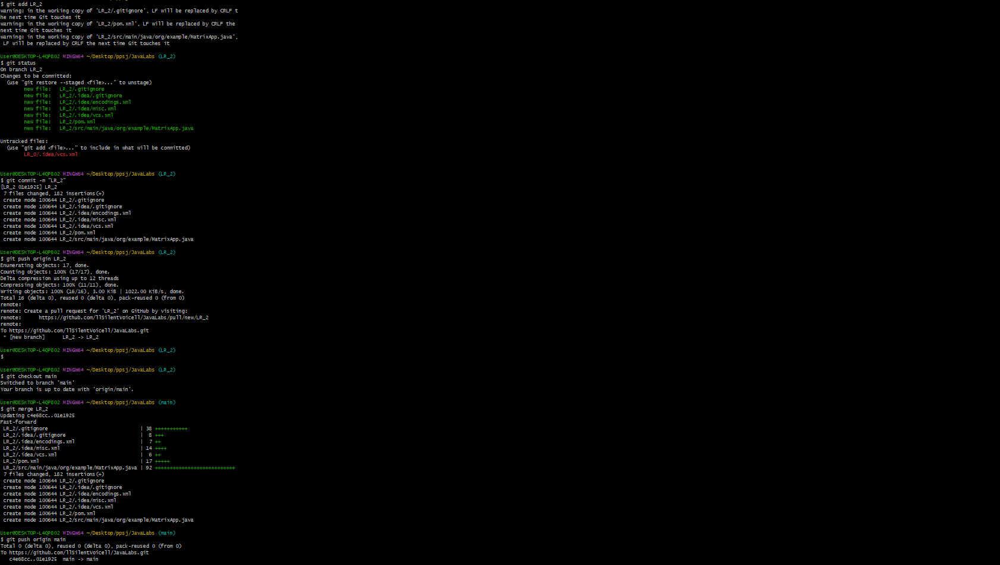 $ git add LR_2
warning: in the working copy of 'LR_2/.gitignore', LF will be replaced by CRLF t
he next time Git touches it
warning: in the working copy of 'LR_2/pom.xml', LF will be replaced by CRLF the
next time Git touches it
warning: in the working copy of 'LR_2/src/main/java/org/example/MatrixApp.java',
 LF will be replaced by CRLF the next time Git touches it

User@DESKTOP-L4QP802 MINGW64 ~/Desktop/ppsj/JavaLabs (LR_2)
$ git status
On branch LR_2
Changes to be committed:
  (use "git restore --staged <file>..." to unstage)
        new file:   LR_2/.gitignore
        new file:   LR_2/.idea/.gitignore
        new file:   LR_2/.idea/encodings.xml
        new file:   LR_2/.idea/misc.xml
        new file:   LR_2/.idea/vcs.xml
        new file:   LR_2/pom.xml
        new file:   LR_2/src/main/java/org/example/MatrixApp.java

Untracked files:
  (use "git add <file>..." to include in what will be committed)
        LR_0/.idea/vcs.xml

User@DESKTOP-L4QP802 MINGW64 ~/Desktop/ppsj/JavaLabs (LR_2)
$ git commit -m "LR_2"
[LR_2 01e1925] LR_2
 7 files changed, 182 insertions(+)
 create mode 100644 LR_2/.gitignore
 create mode 100644 LR_2/.idea/.gitignore
 create mode 100644 LR_2/.idea/encodings.xml
 create mode 100644 LR_2/.idea/misc.xml
 create mode 100644 LR_2/.idea/vcs.xml
 create mode 100644 LR_2/pom.xml
 create mode 100644 LR_2/src/main/java/org/example/MatrixApp.java

User@DESKTOP-L4QP802 MINGW64 ~/Desktop/ppsj/JavaLabs (LR_2)
$ git push origin LR_2
Enumerating objects: 17, done.
Counting objects: 100% (17/17), done.
Delta compression using up to 12 threads
Compressing objects: 100% (11/11), done.
Writing objects: 100% (16/16), 3.00 KiB | 1022.00 KiB/s, done.
Total 16 (delta 0), reused 0 (delta 0), pack-reused 0 (from 0)
remote:
remote: Create a pull request for 'LR_2' on GitHub by visiting:
remote:      https://github.com/llSilentVoicell/JavaLabs/pull/new/LR_2
remote:
To https://github.com/llSilentVoicell/JavaLabs.git
 * [new branch]      LR_2 -> LR_2

User@DESKTOP-L4QP802 MINGW64 ~/Desktop/ppsj/JavaLabs (LR_2)
$

User@DESKTOP-L4QP802 MINGW64 ~/Desktop/ppsj/JavaLabs (LR_2)
$ git checkout main
Switched to branch 'main'
Your branch is up to date with 'origin/main'.

User@DESKTOP-L4QP802 MINGW64 ~/Desktop/ppsj/JavaLabs (main)
$ git merge LR_2
Updating c4e68cc..01e1925
Fast-forward
 LR_2/.gitignore                               | 38 +++++++++++
 LR_2/.idea/.gitignore                         |  8 +++
 LR_2/.idea/encodings.xml                      |  7 ++
 LR_2/.idea/misc.xml                           | 14 ++++
 LR_2/.idea/vcs.xml                            |  6 ++
 LR_2/pom.xml                                  | 17 +++++
 LR_2/src/main/java/org/example/MatrixApp.java | 92 +++++++++++++++++++++++++++
 7 files changed, 182 insertions(+)
 create mode 100644 LR_2/.gitignore
 create mode 100644 LR_2/.idea/.gitignore
 create mode 100644 LR_2/.idea/encodings.xml
 create mode 100644 LR_2/.idea/misc.xml
 create mode 100644 LR_2/.idea/vcs.xml
 create mode 100644 LR_2/pom.xml
 create mode 100644 LR_2/src/main/java/org/example/MatrixApp.java

User@DESKTOP-L4QP802 MINGW64 ~/Desktop/ppsj/JavaLabs (main)
$ git push origin main
Total 0 (delta 0), reused 0 (delta 0), pack-reused 0 (from 0)
To https://github.com/llSilentVoicell/JavaLabs.git
   c4e68cc..01e1925  main -> main